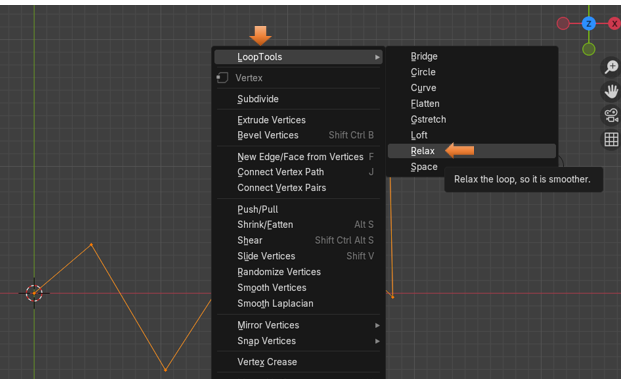 Z
X
LoopTools
Vertex
Subdivide
Extrude Vertices
Bevel Vertices Shift Ctrl B
New Edge/Face from Vertices F
Connect Vertex Path J
Connect Vertex Pairs
Push/Pull
Shrink/Fatten Alt S
Shear Shift Ctrl Alt S
Slide Vertices Shift V
Randomize Vertices
Smooth Vertices
Smooth Laplacian
Mirror Vertices
Snap Vertices
Vertex Crease
Bridge
Circle
Curve
Flatten
Gstretch
Loft
Relax
Space
Relax the loop, so it is smoother.